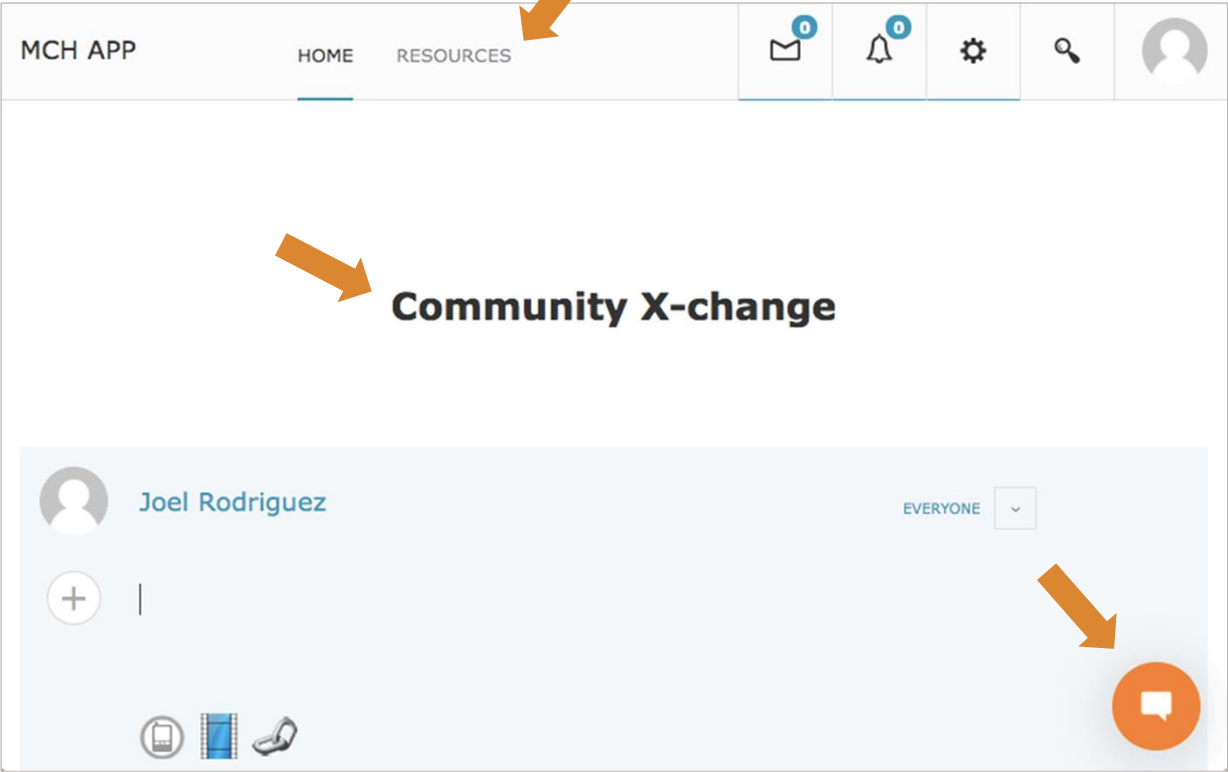 MCH APP
HOME
RESOURCES
0
0
Community X-change
Joel Rodriguez
EVERYONE